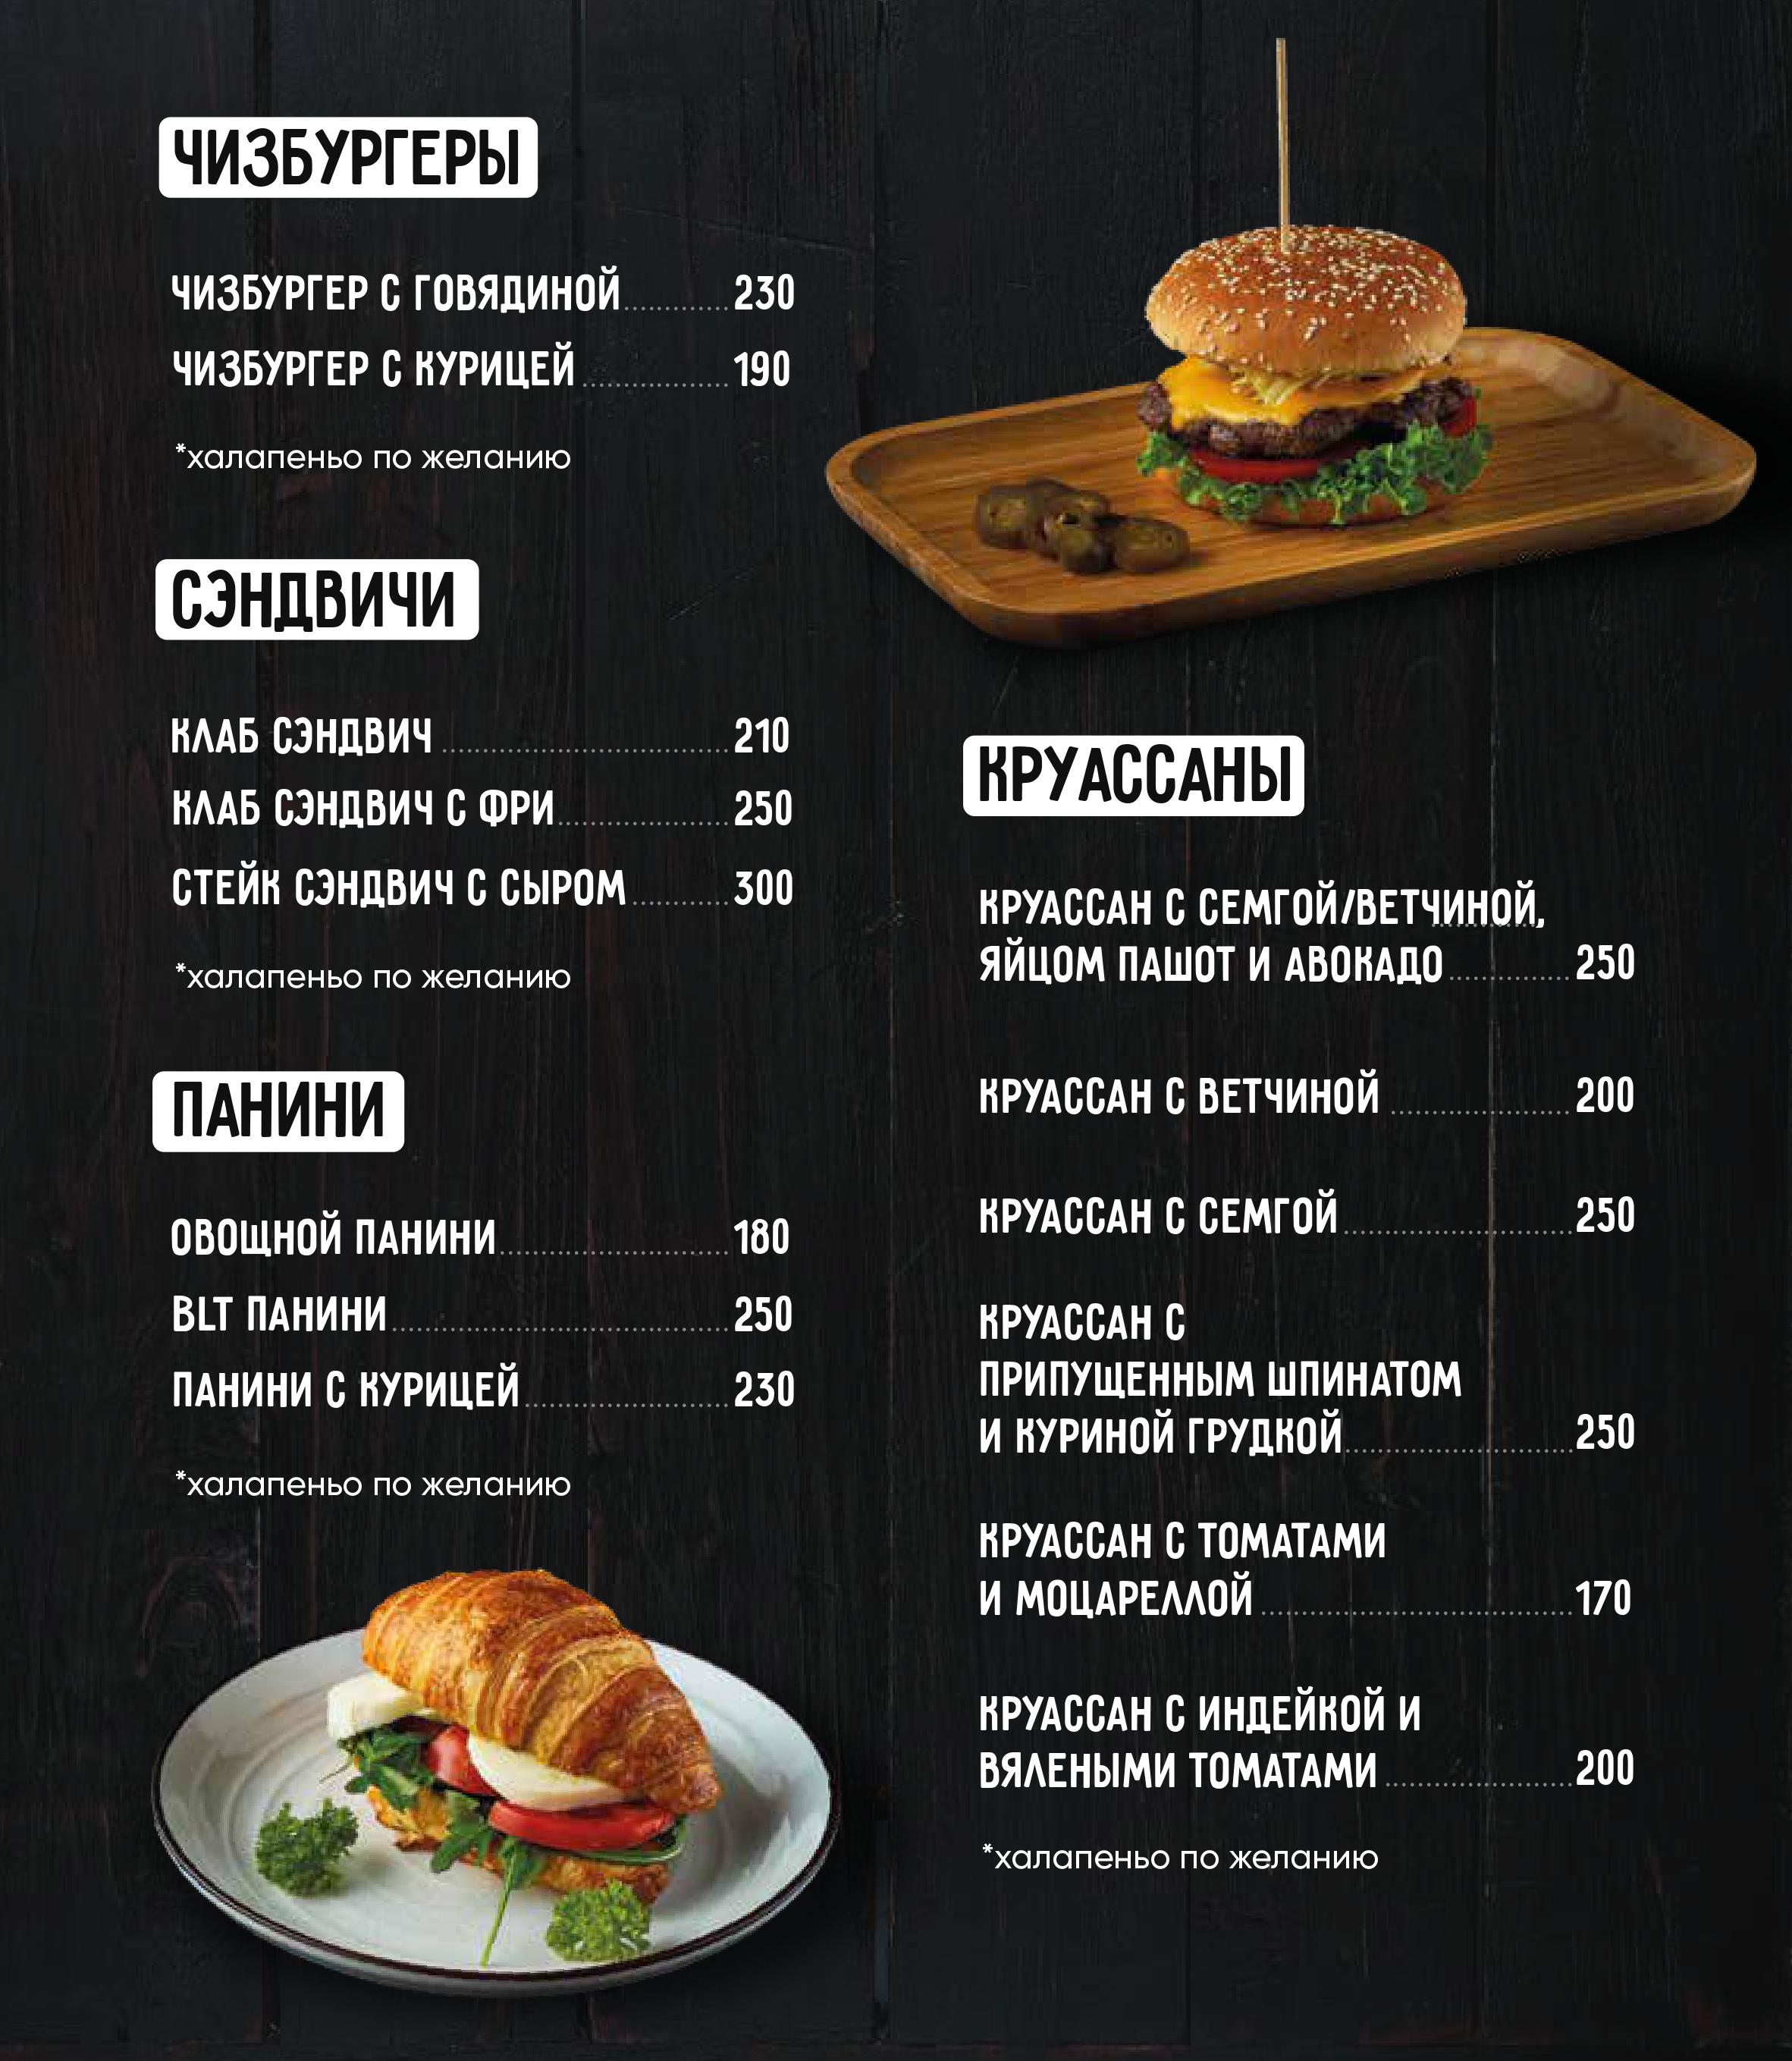 ЧИЗБУРГЕРЫ
ЧИЗБУРГЕР С ГОВЯДИНОЙ 230
ЧИЗБУРГЕР С КУРИЦЕЙ 190
*халапеньо по желанию
СЭНДВИЧИ
КЛАБ СЭНДВИЧ 210
КЛАБ СЭНДВИЧ С ФРИ 250
СТЕЙК СЭНДВИЧ С СЫРОМ 300
*халапеньо по желанию
ПАНИНИ
ОВОЩНОЙ ПАНИНИ 180
BLT ПАНИНИ 250
ПАНИНИ С КУРИЦЕЙ 230
*халапеньо по желанию
КРУАССАНЫ
КРУАССАН С СЕМГОЙ/ВЕТЧИНОЙ,
ЯЙЦОМ ПАШОТ И АВОКАДО 250
КРУАССАН С ВЕТЧИНОЙ 200
КРУАССАН С СЕМГОЙ 250
КРУАССАН С
ПРИПУЩЕННЫМ ШПИНАТОМ
И КУРИНОЙ ГРУДКОЙ 250
КРУАССАН С ТОМАТАМИ
И МОЦАРЕЛЛОЙ 170
КРУАССАН С ИНДЕЙКОЙ И
ВЯЛЕНЫМИ ТОМАТАМИ 200
*халапеньо по желанию